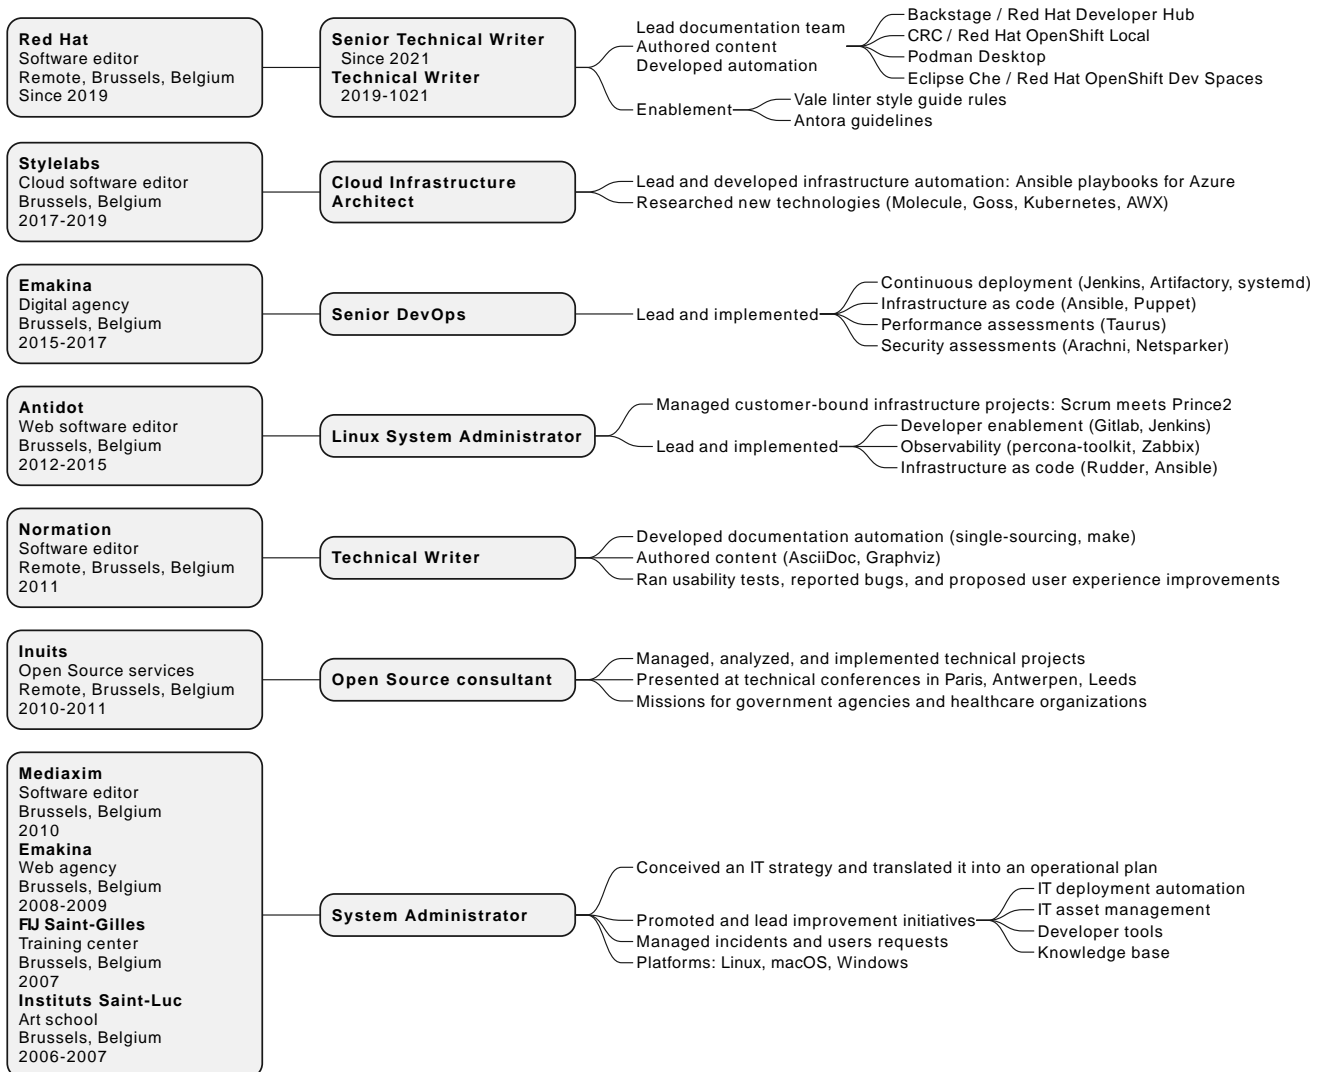 Red Hat
Software editor
Remote, Brussels, Belgium
Since 2019
Senior Technical Writer
Since 2021
Technical Writer
2019-1021
Lead documentation team
Authored content
Developed automation
Backstage / Red Hat Developer Hub
CRC / Red Hat OpenShift Local
Podman Desktop
Eclipse Che / Red Hat OpenShift Dev Spaces
Enablement
Vale linter style guide rules
Antora guidelines
Stylelabs
Cloud software editor
Brussels, Belgium
2017-2019
Cloud Infrastructure
Architect
Lead and developed infrastructure automation: Ansible playbooks for Azure
Researched new technologies (Molecule, Goss, Kubernetes, AWX)
Emakina
Digital agency
Brussels, Belgium
2015-2017
Senior DevOps
Lead and implemented
Continuous deployment (Jenkins, Artifactory, systemd)
Infrastructure as code (Ansible, Puppet)
Performance assessments (Taurus)
Security assessments (Arachni, Netsparker)
Antidot
Web software editor
Brussels, Belgium
2012-2015
Linux System Administrator
Managed customer-bound infrastructure projects: Scrum meets Prince2
Lead and implemented
Developer enablement (Gitlab, Jenkins)
Observability (percona-toolkit, Zabbix)
Infrastructure as code (Rudder, Ansible)
Normation
Software editor
Remote, Brussels, Belgium
2011
Technical Writer
Developed documentation automation (single-sourcing, make)
Authored content (AsciiDoc, Graphviz)
Ran usability tests, reported bugs, and proposed user experience improvements
Inuits
Open Source services
Remote, Brussels, Belgium
2010-2011
Open Source consultant
Managed, analyzed, and implemented technical projects
Presented at technical conferences in Paris, Antwerpen, Leeds
Missions for government agencies and healthcare organizations
Mediaxim
Software editor
Brussels, Belgium
2010
Emakina
Web agency
Brussels, Belgium
2008-2009
FIJ Saint-Gilles
Training center
Brussels, Belgium
2007
Instituts Saint-Luc
Art school
Brussels, Belgium
2006-2007
System Administrator
Conceived an IT strategy and translated it into an operational plan
Promoted and lead improvement initiatives
IT deployment automation
IT asset management
Developer tools
Knowledge base
Managed incidents and users requests
Platforms: Linux, macOS, Windows